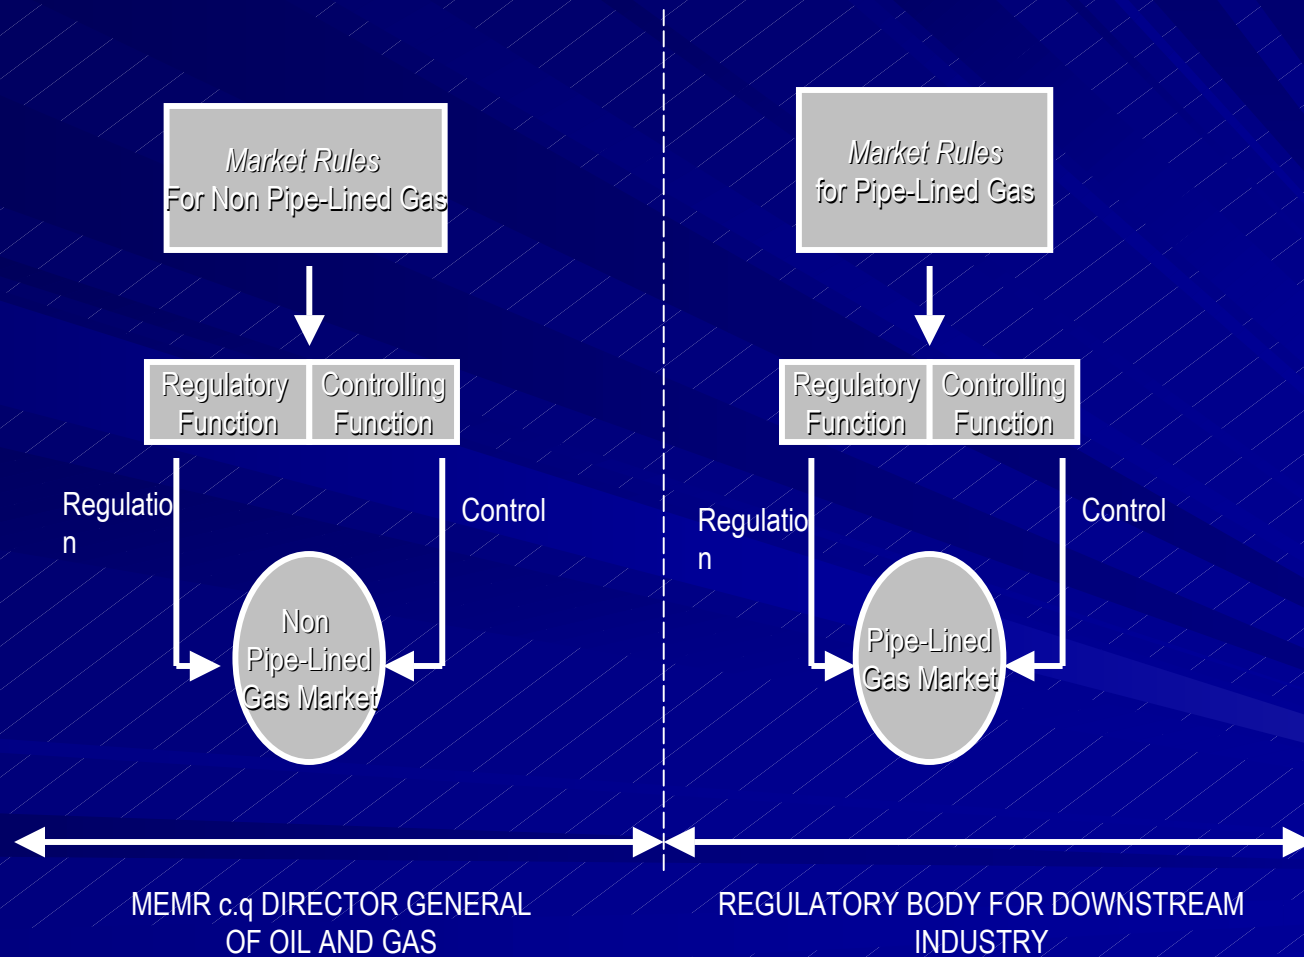 Market Rules
For Non Pipe-Lined Gas
Regulatory
Function
Controlling
Function
Regulatio
n
Control
Non
Pipe-Lined
Gas Market
MEMR c.q DIRECTOR GENERAL
OF OIL AND GAS
Market Rules
for Pipe-Lined Gas
Regulatory
Function
Controlling
Function
Regulatio
n
Control
Pipe-Lined
Gas Market
REGULATORY BODY FOR DOWNSTREAM
INDUSTRY